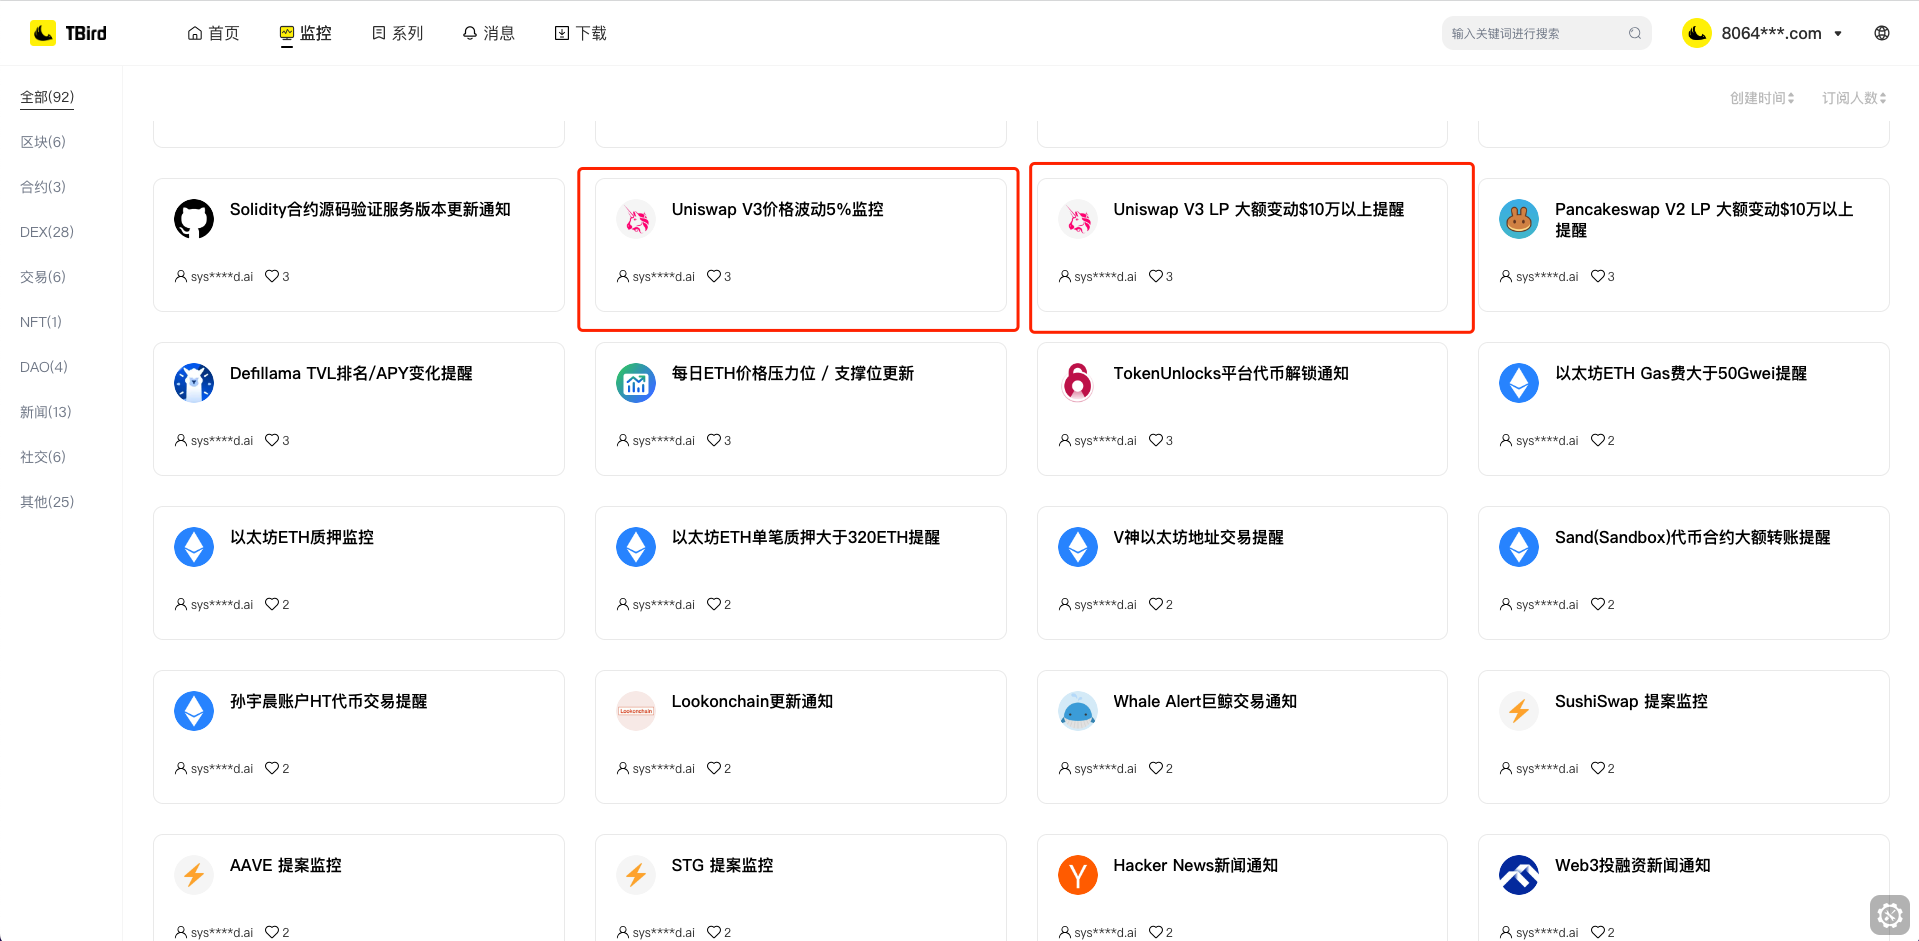 TBird
首页
监控
系列
消息
下载
输入关键词进行搜索
8064***.com
全部(92)
区块(6)
合约(3)
DEX(28)
交易(6)
NFT(1)
DAO(4)
新闻(13)
社交(6)
其他(25)
创建时间
订阅人数
Solidity合约源码验证服务版本更新通知
sys****d.ai 3
Uniswap V3价格波动5%监控
sys****d.ai 3
Uniswap V3 LP 大额变动$10万以上提醒
sys****d.ai 3
Pancakeswap V2 LP 大额变动$10万以上
提醒
sys****d.ai 3
Defillama TVL排名/APY变化提醒
sys****d.ai 3
每日ETH价格压力位 / 支撑位更新
sys****d.ai 3
TokenUnlocks平台代币解锁通知
sys****d.ai 3
以太坊ETH Gas费大于50Gwei提醒
sys****d.ai 2
以太坊ETH质押监控
sys****d.ai 2
以太坊ETH单笔质押大于320ETH提醒
sys****d.ai 2
V神以太坊地址交易提醒
sys****d.ai 2
Sand(Sandbox)代币合约大额转账提醒
sys****d.ai 2
孙宇晨账户HT代币交易提醒
sys****d.ai 2
Lookonchain
Lookonchain更新通知
sys****d.ai 2
Whale Alert巨鲸交易通知
sys****d.ai 2
SushiSwap 提案监控
sys****d.ai 2
AAVE 提案监控
sys****d.ai 2
STG 提案监控
sys****d.ai 2
Y
Hacker News新闻通知
sys****d.ai 2
Web3投融资新闻通知
sys****d.ai 2